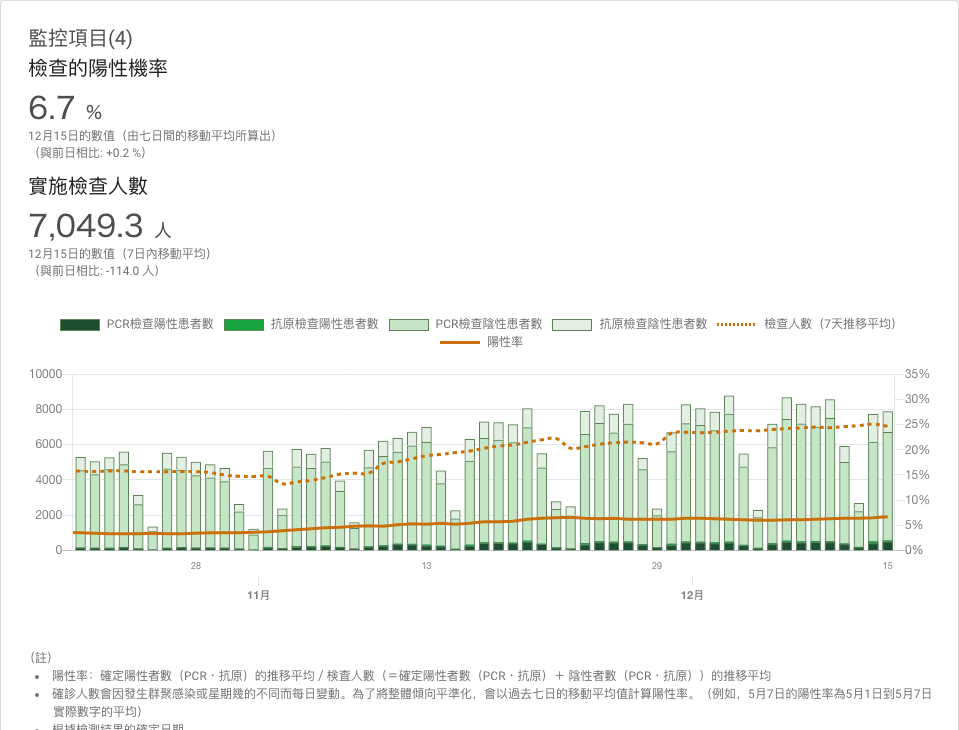 監控項目(4)
檢查的陽性機率
6.7 %
12月15日的數值（由七日間的移動平均所算出）
（與前日相比: +0.2 %）
實施檢查人數
7,049.3 人
12月15日的數值（7日內移動平均）
（與前日相比: -114.0 人）
PCR檢查陽性患者數 抗原檢查陽性患者數 PCR檢查陰性患者數 抗原檢查陰性患者數 檢查人數（7天推移平均）
陽性率
10000 35%
30%
8000
25%
6000
20%
4000
15%
10%
2000
5%
0 0%
28 13 29 15
11月 12月
（註）
• 陽性率：確定陽性者數（PCR・抗原）的推移平均 / 檢查人數（＝確定陽性者數（PCR・抗原）＋ 陰性者數（PCR・抗原））的推移平均
• 確診人數會因發生群聚感染或星期幾的不同而每日變動。為了將整體傾向平準化，會以過去七日的移動平均值計算陽性率。（例如，5月7日的陽性率為5月1日到5月7日
實際數字的平均）
• 根據檢測結果的確定日期